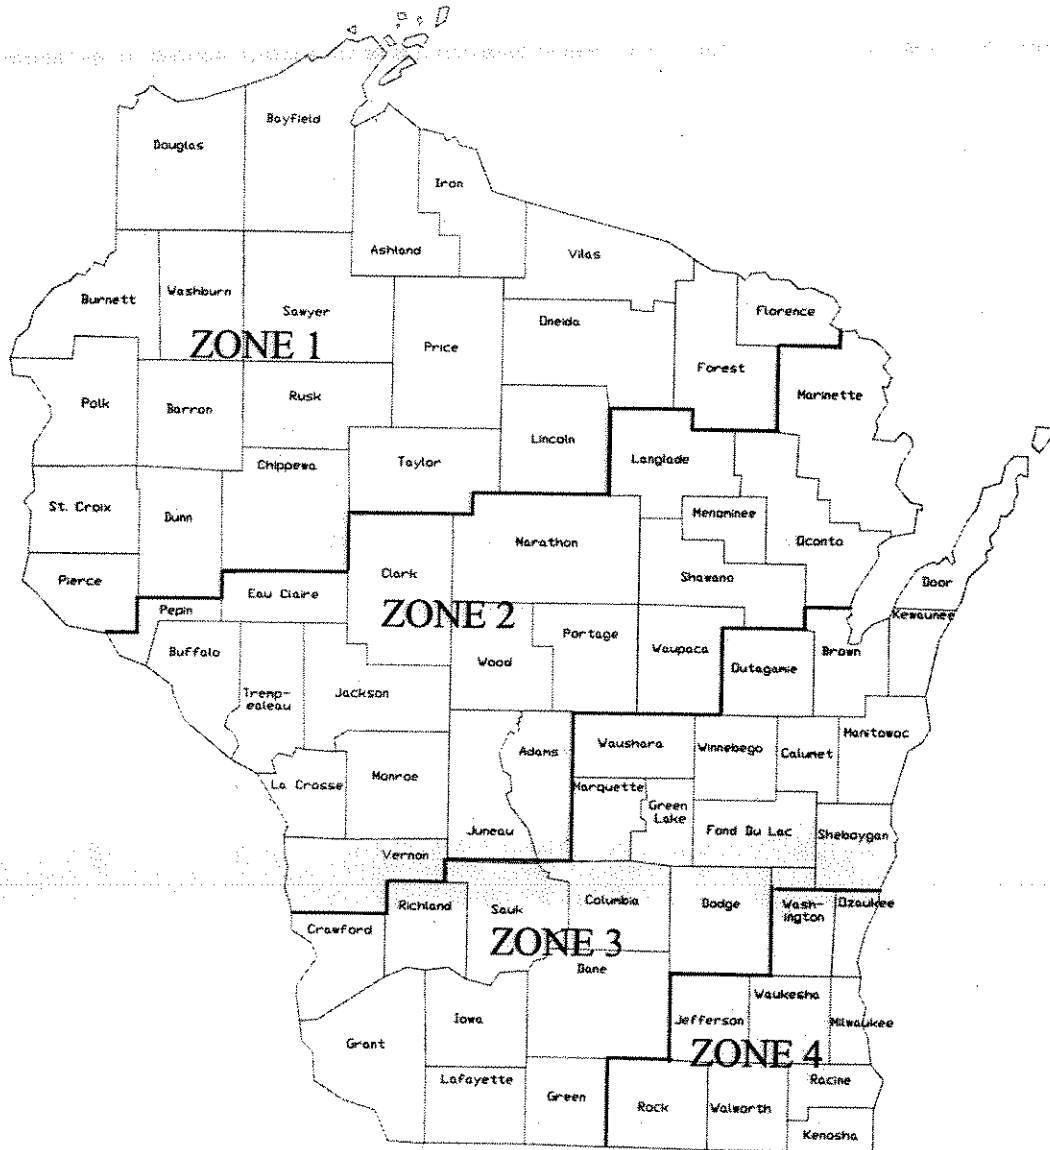 Bayfield
Douglas
Iron
Ashland
Vilas
Burnett
Washburn
Sawyer
Florence
Oneida
ZONE 1
Price
Forest
Marinette
Polk
Barron
Rusk
Lincoln
Langlade
Chippewa
Taylor
St. Croix
Dunn
Menominee
Marathon
Oconto
Pierce
Clark
Shawano
Door
Eau Claire
Pepin
ZONE 2
Kewaunee
Portage
Buffalo
Wood
Waupaca
Outagamie
Brown
Tremp-
ealeau
Jackson
Manitowoc
Adams
Waushara
Winnebago
Calumet
La Crosse
Monroe
Marquette
Green
Lake
Juneau
Fond Du Lac
Sheboygan
Vernon
Richland
Sauk
Columbia
Dodge
Wash-
ington
Ozaukee
Crawford
ZONE 3
Dane
Waukesha
Iowa
Jefferson
Milwaukee
Grant
ZONE 4
Lafayette
Racine
Green
Rock
Walworth
Kenosha